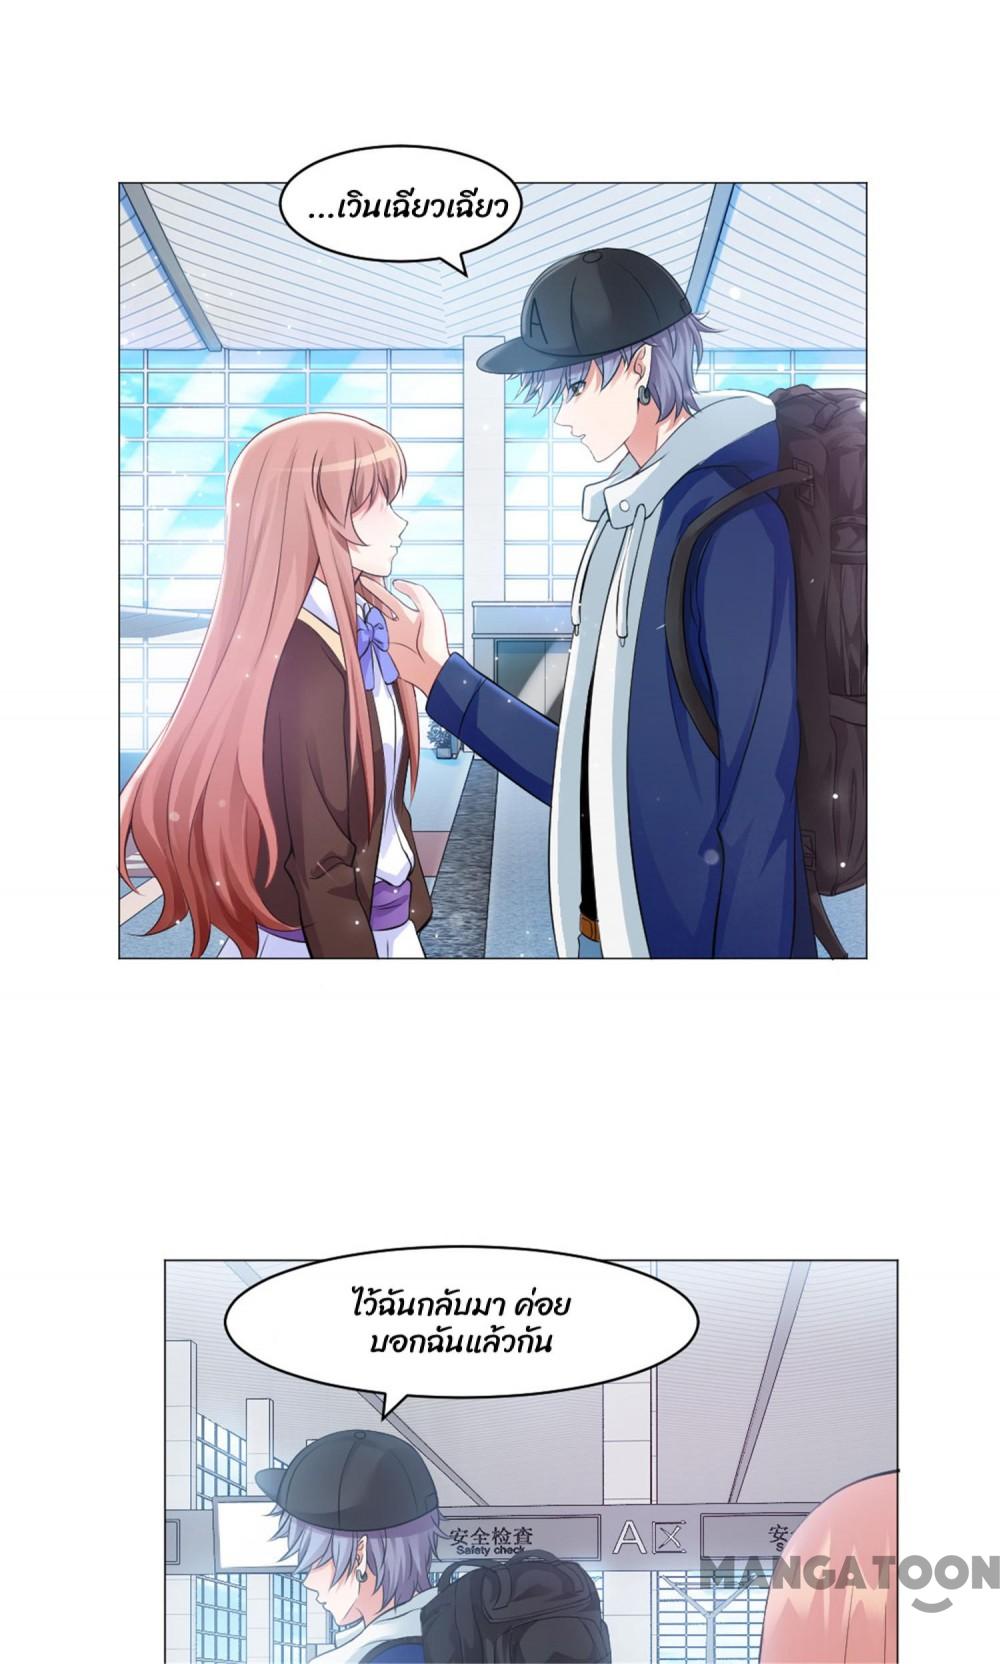 ...เวินเฉียวเฉียว
A
ไว้ฉันกลับมา ค่อย
บอกฉันแล้วกัน
安全检查
Safety check
A区
安
S
MANGATOON